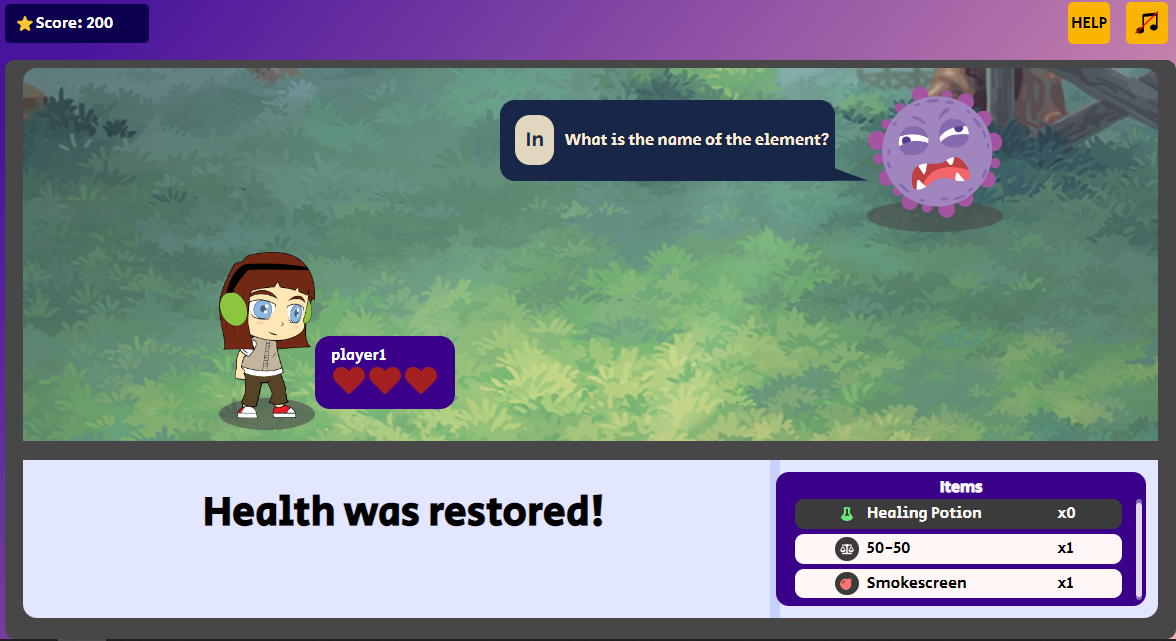 Score: 200
HELP
In What is the name of the element?
player1
Health was restored!
Items
Healing Potion x0
50-50 x1
Smokescreen x1